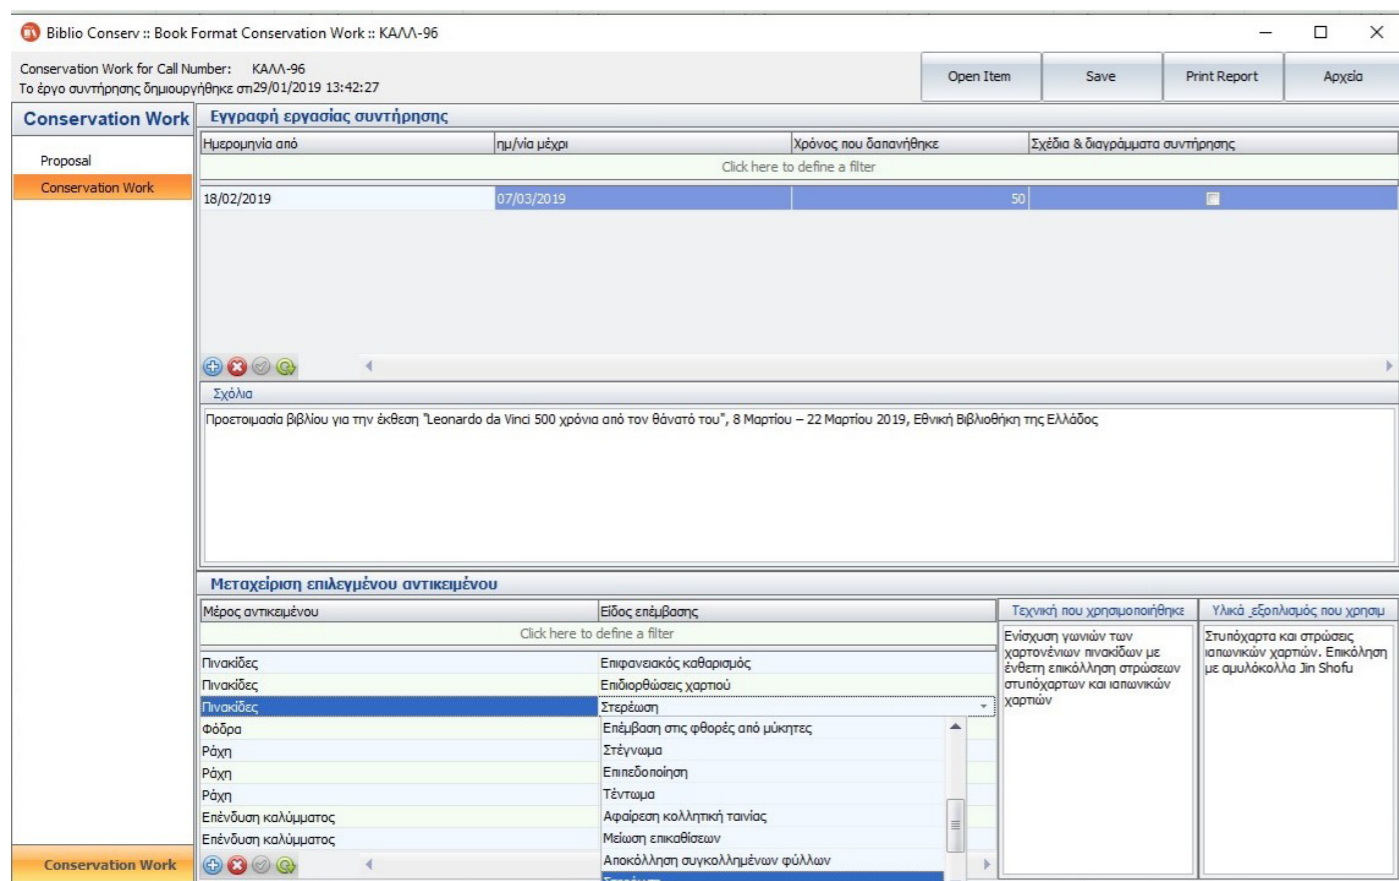 Biblio Conserv :: Book Format Conservation Work :: ΚΑΛΛ-96
Conservation Work for Call Number: ΚΑΛΛ-96
Το έργο συντήρησης δημιουργήθηκε στι29/01/2019 13:42:27
Open Item
Save
Print Report
Αρχεία
Conservation Work
Proposal
Conservation Work
Εγγραφή εργασίας συντήρησης
Ημερομηνία από ημ/νία μέχρι Χρόνος που δαπανήθηκε Σχέδια & διαγράμματα συντήρησης
Click here to define a filter
18/02/2019 07/03/2019 50
Σχόλια
Προετοιμασία βιβλίου για την έκθεση "Leonardo da Vinci 500 χρόνια από τον θάνατό του", 8 Μαρτίου – 22 Μαρτίου 2019, Εθνική Βιβλιοθήκη της Ελλάδος
Μεταχείριση επιλεγμένου αντικειμένου
Μέρος αντικειμένου Είδος επέμβασης
Click here to define a filter
Πινακίδες Επιφανειακός καθαρισμός
Πινακίδες Επιδιορθώσεις χαρτιού
Πινακίδες Στερέωση
Φόδρα
Ράχη
Ράχη
Ράχη
Επένδυση καλύμματος
Επένδυση καλύμματος
Επέμβαση στις φθορές από μύκητες
Στέγνωμα
Επιπεδοποίηση
Τέντωμα
Αφαίρεση κολλητική ταινίας
Μείωση επικαθίσεων
Αποκόλληση συγκολλημένων φύλλων
Στερέωση
Τεχνική που χρησιμοποιήθηκε
Ενίσχυση γωνιών των
χαρτονένιων πινακίδων με
ένθετη επικόλληση στρώσεων
στυπόχαρτων και ιαπωνικών
χαρτιών
Υλικά _εξοπλισμός που χρησιμ
Στυπόχαρτα και στρώσεις
ιαπωνικών χαρτιών. Επικόληση
με αμυλόκολλα Jin Shofu
Conservation Work